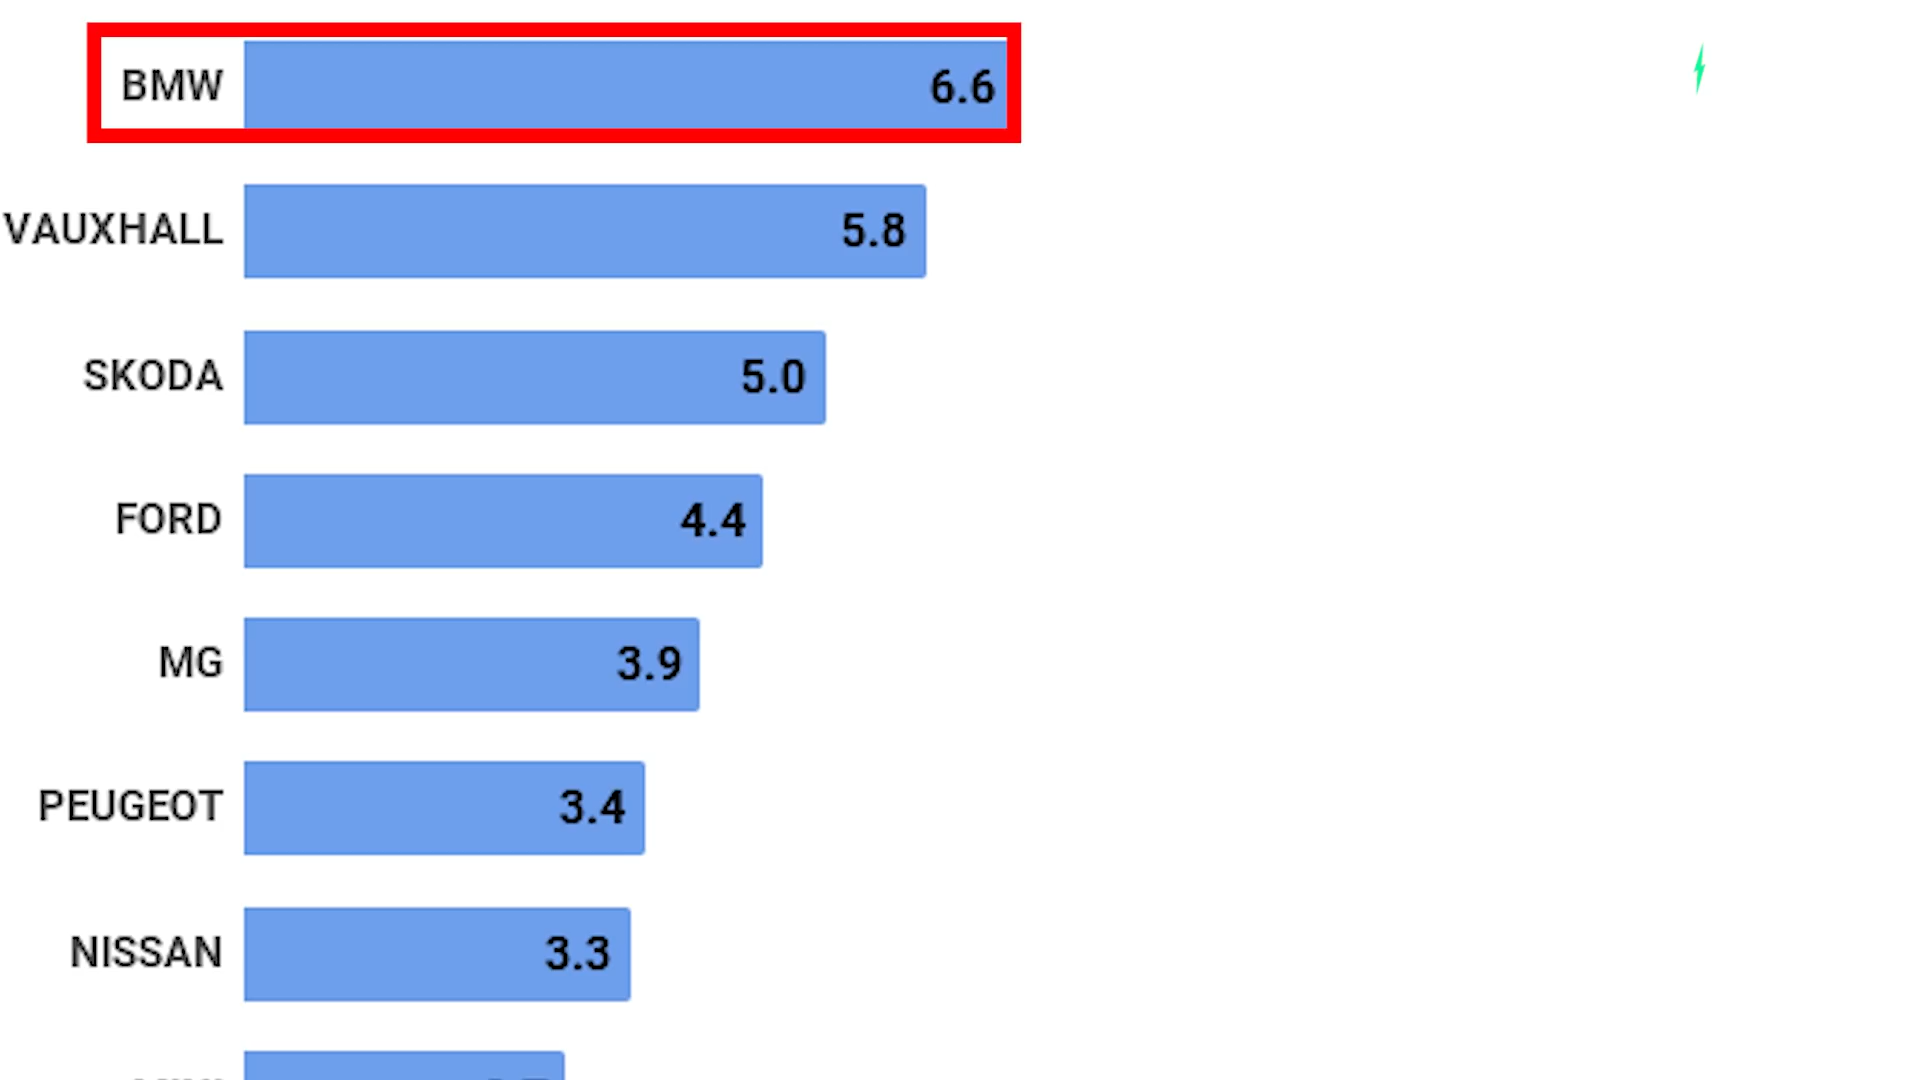 BMW 6.6
VAUXHALL 5.8
SKODA 5.0
FORD 4.4
MG 3.9
PEUGEOT 3.4
NISSAN 3.3